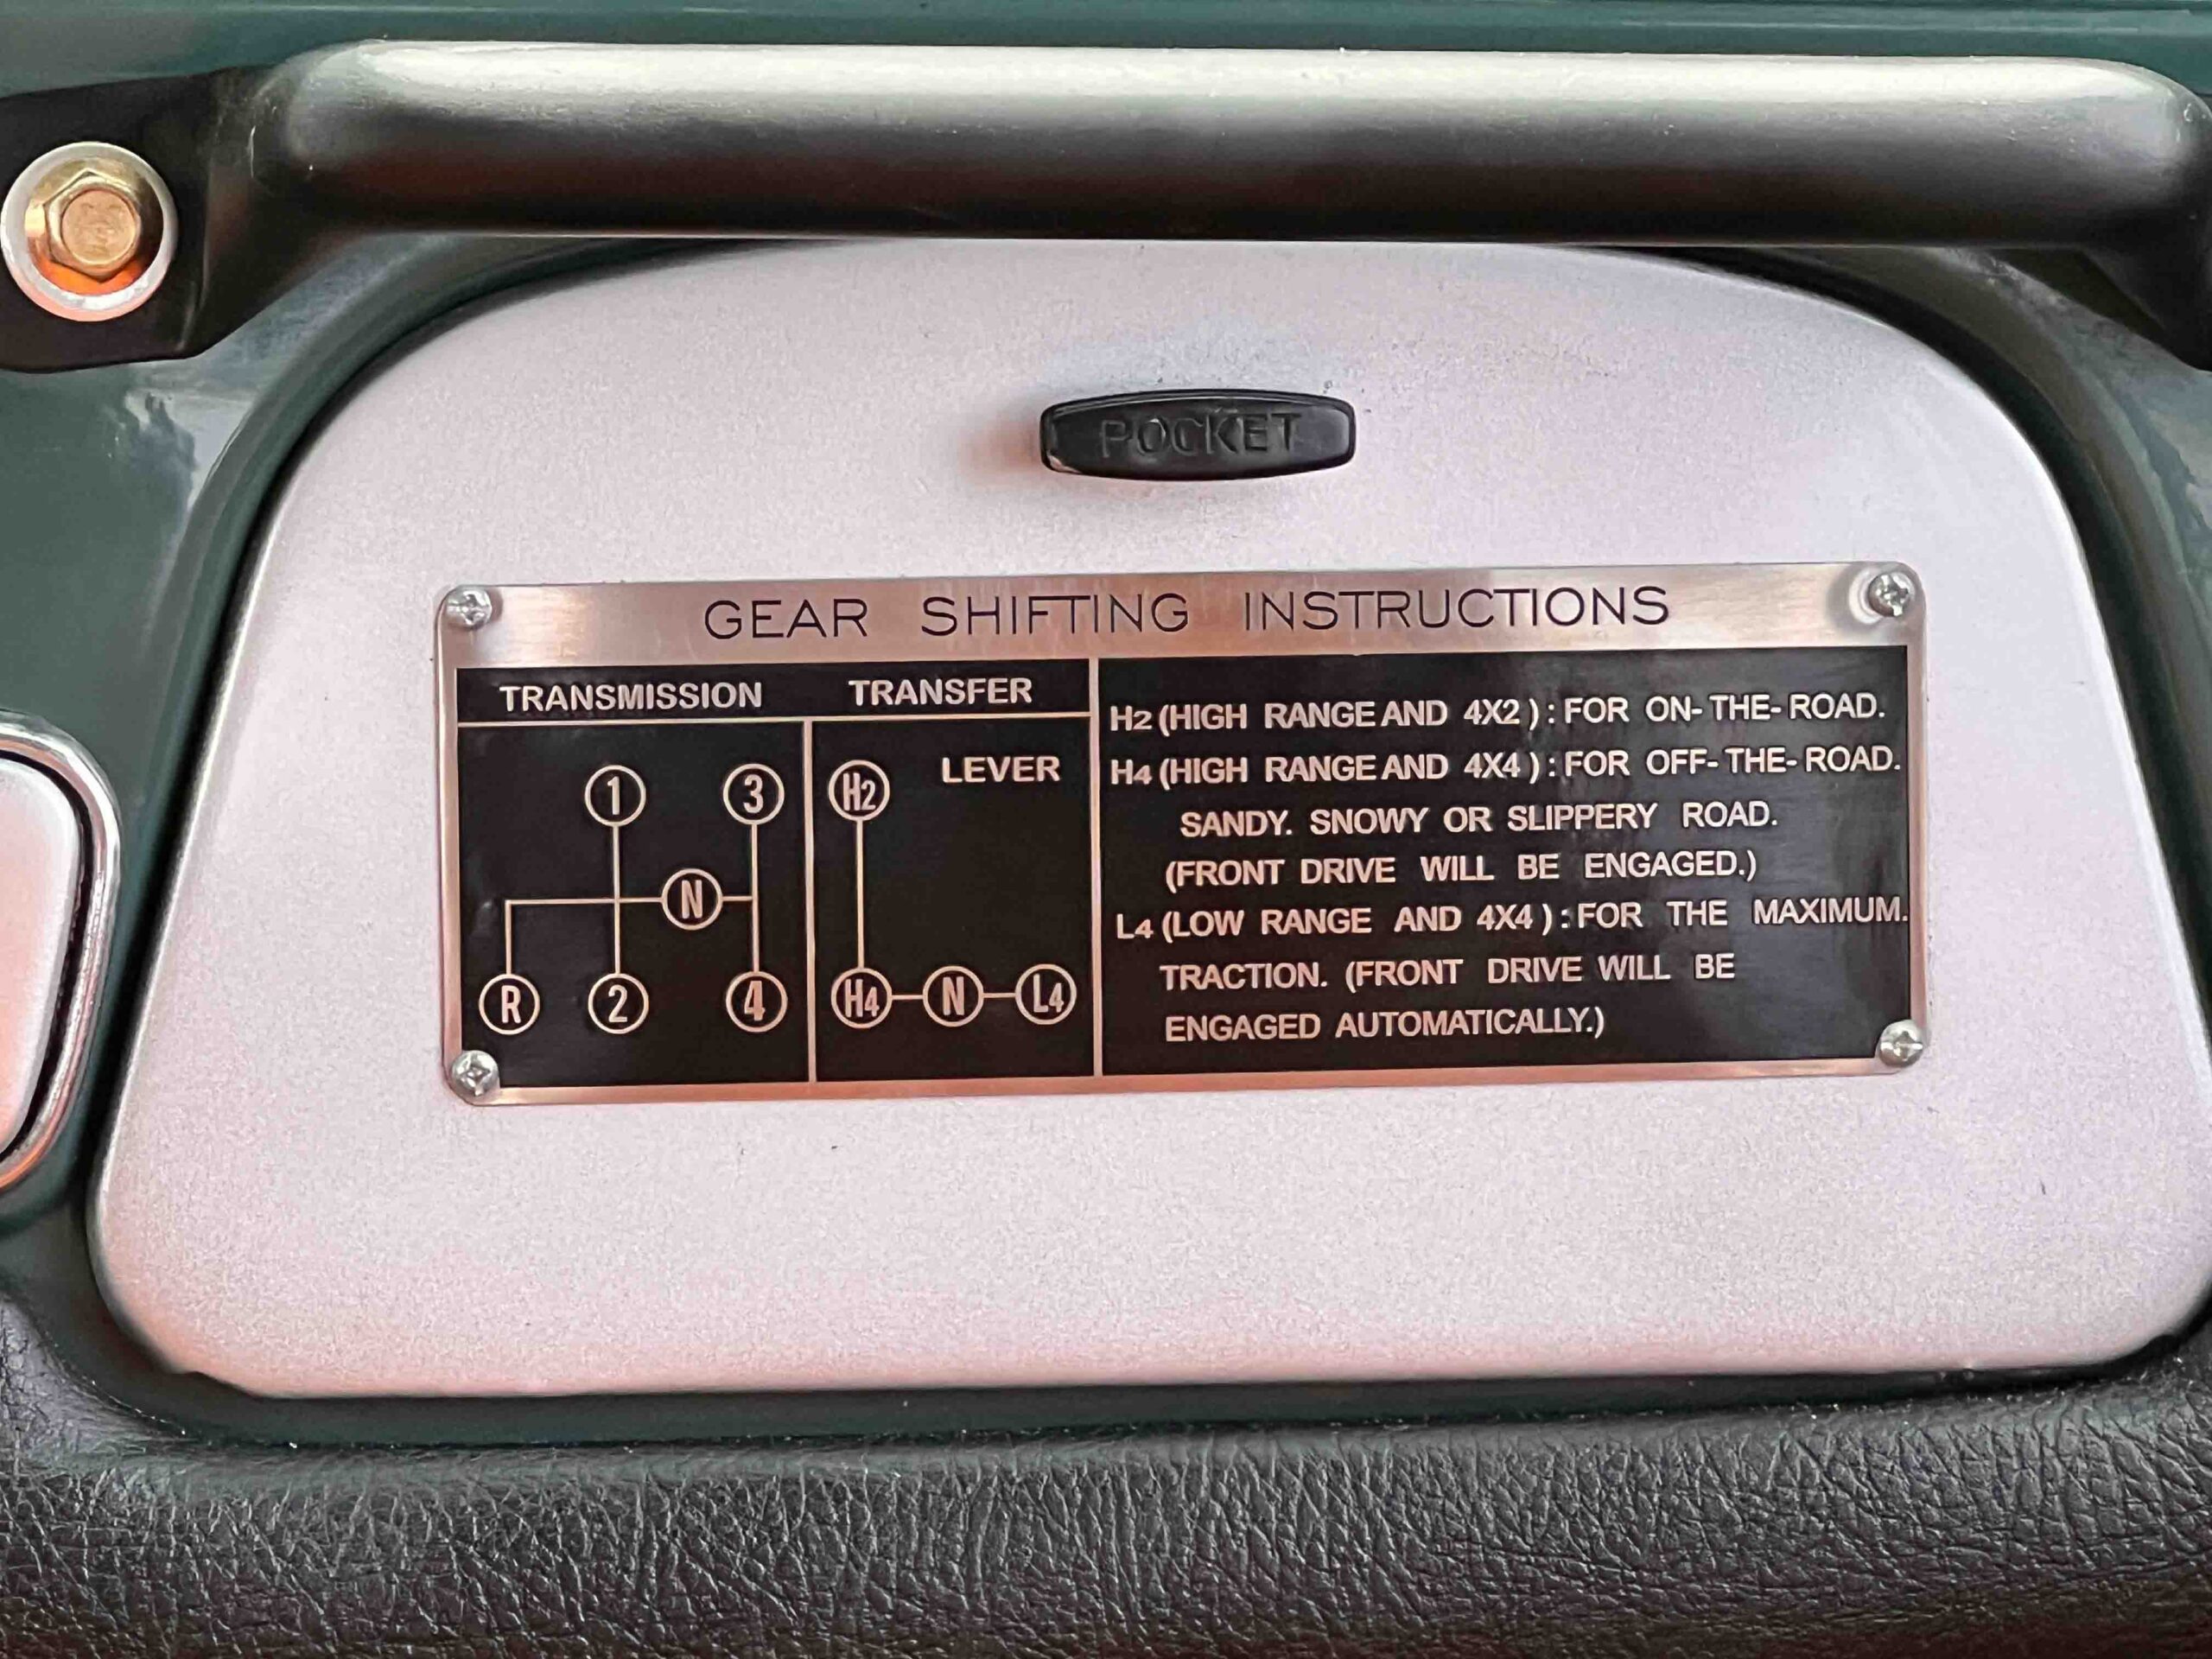 POCKET
GEAR SHIFTING INSTRUCTIONS
TRANSMISSION
TRANSFER
LEVER
1 3
N
R 2 4
H2
H4 N L4
H2 (HIGH RANGE AND 4X2) : FOR ON-THE-ROAD.
H4 (HIGH RANGE AND 4X4) : FOR OFF-THE-ROAD.
SANDY. SNOWY OR SLIPPERY ROAD.
(FRONT DRIVE WILL BE ENGAGED.)
L4 (LOW RANGE AND 4X4) : FOR THE MAXIMUM.
TRACTION. (FRONT DRIVE WILL BE
ENGAGED AUTOMATICALLY.)